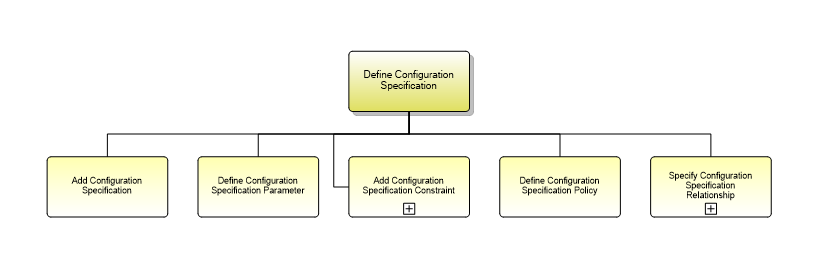 Define Configuration
Specification
Add Configuration
Specification
Define Configuration
Specification Parameter
Add Configuration
Specification Constraint
Define Configuration
Specification Policy
Specify Configuration
Specification
Relationship